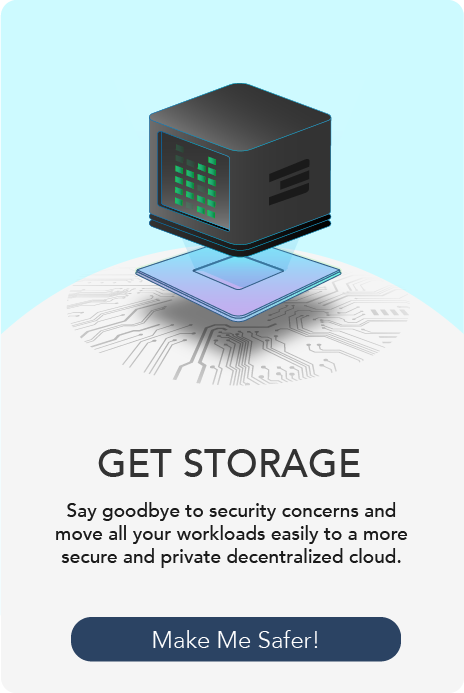 GET STORAGE
Say goodbye to security concerns and
move all your workloads easily to a more
secure and private decentralized cloud.
Make Me Safer!